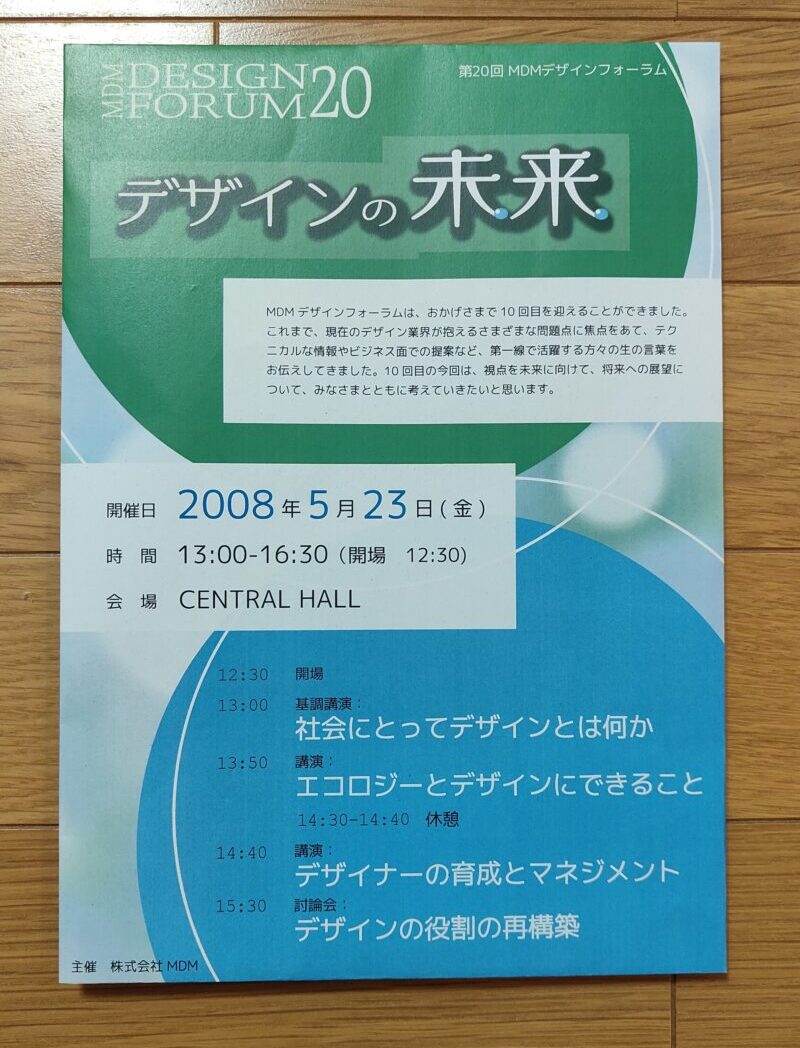 MDM DESIGN FORUM20
第20回 MDMデザインフォーラム
デザインの未来
MDM デザインフォーラムは、おかげさまで 10 回目を迎えることができました。
これまで、現在のデザイン業界が抱えるさまざまな問題点に焦点をあて、テク
ニカルな情報やビジネス面での提案など、第一線で活躍する方々の生の言葉を
お伝えしてきました。10 回目の今回は、視点を未来に向けて、将来への展望に
ついて、みなさまとともに考えていきたいと思います。
開催日 2008 年 5 月 23 日 ( 金 )
時 間 13:00-16:30（開場 12:30)
会 場 CENTRAL HALL
12:30 開場
13:00 基調講演：
社会にとってデザインとは何か
13:50 講演：
エコロジーとデザインにできること
14:30-14:40 休憩
14:40 講演：
デザイナーの育成とマネジメント
15:30 討論会：
デザインの役割の再構築
主催 株式会社 MDM